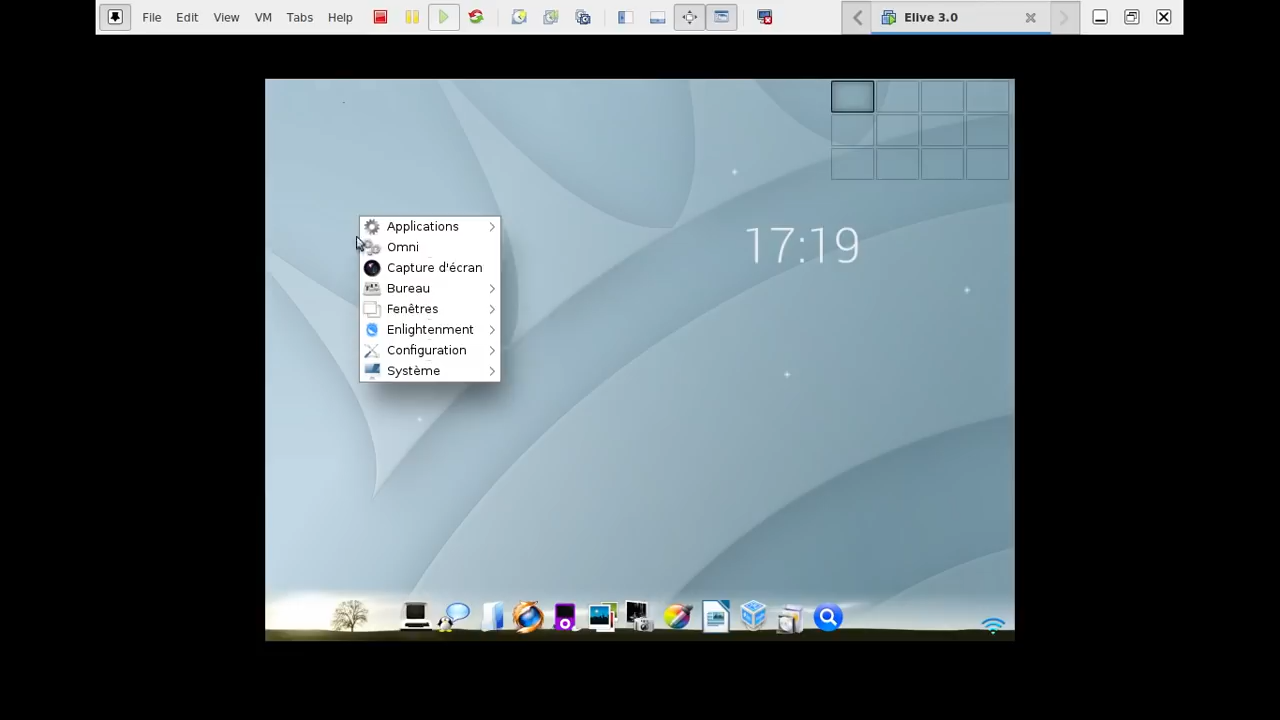 File Edit View VM Tabs Help Elive 3.0
17:19
Applications
Omni
Capture d'écran
Bureau
Fenêtres
Enlightenment
Configuration
Système